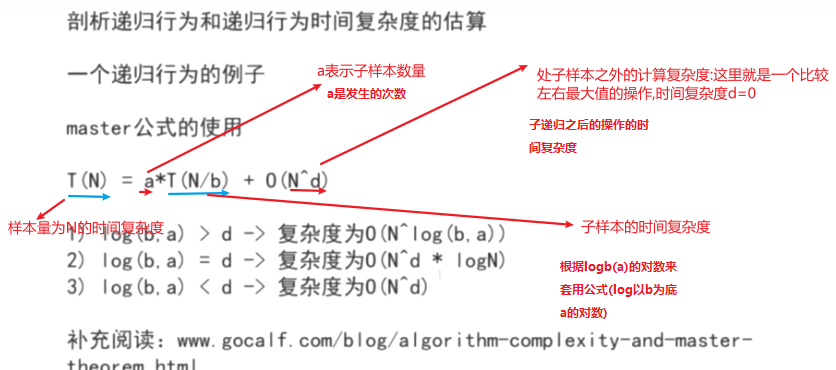 剖析递归行为和递归行为时间复杂度的估算
一个递归行为的例子
a表示子样本数量
a是发生的次数
处子样本之外的计算复杂度:这里就是一个比较
左右最大值的操作,时间复杂度d=0
子递归之后的操作的时
间复杂度
master公式的使用
T(N) = a*T(N/b) + O(N^d)
样本量为N的时间复杂度
子样本的时间复杂度
1) log(b,a) > d -> 复杂度为O(N^log(b,a))
2) log(b,a) = d -> 复杂度为O(N^d * logN)
3) log(b,a) < d -> 复杂度为O(N^d)
根据logb(a)的对数来
套用公式(log以b为底
a的对数)
补充阅读：www.gocalf.com/blog/algorithm-complexity-and-master-
theorem.html